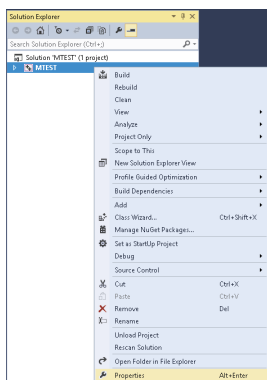 Solution Explorer
Search Solution Explorer (Ctrl+;)
Solution 'MTEST' (1 project)
MTEST
Build
Rebuild
Clean
View
Analyze
Project Only
Scope to This
New Solution Explorer View
Profile Guided Optimization
Build Dependencies
Add
Class Wizard... Ctrl+Shift+X
Manage NuGet Packages...
Set as StartUp Project
Debug
Source Control
Cut Ctrl+X
Paste Ctrl+V
Remove Del
Rename
Unload Project
Rescan Solution
Open Folder in File Explorer
Properties Alt+Enter